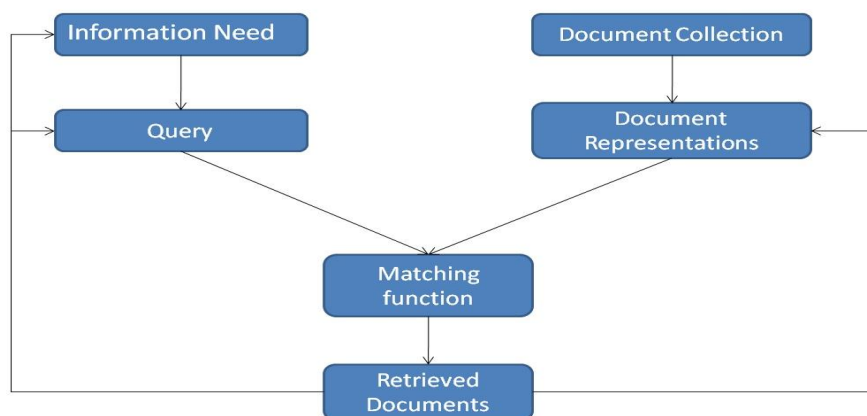 Information Need
Document Collection
Query
Document
Representations
Matching
function
Retrieved
Documents